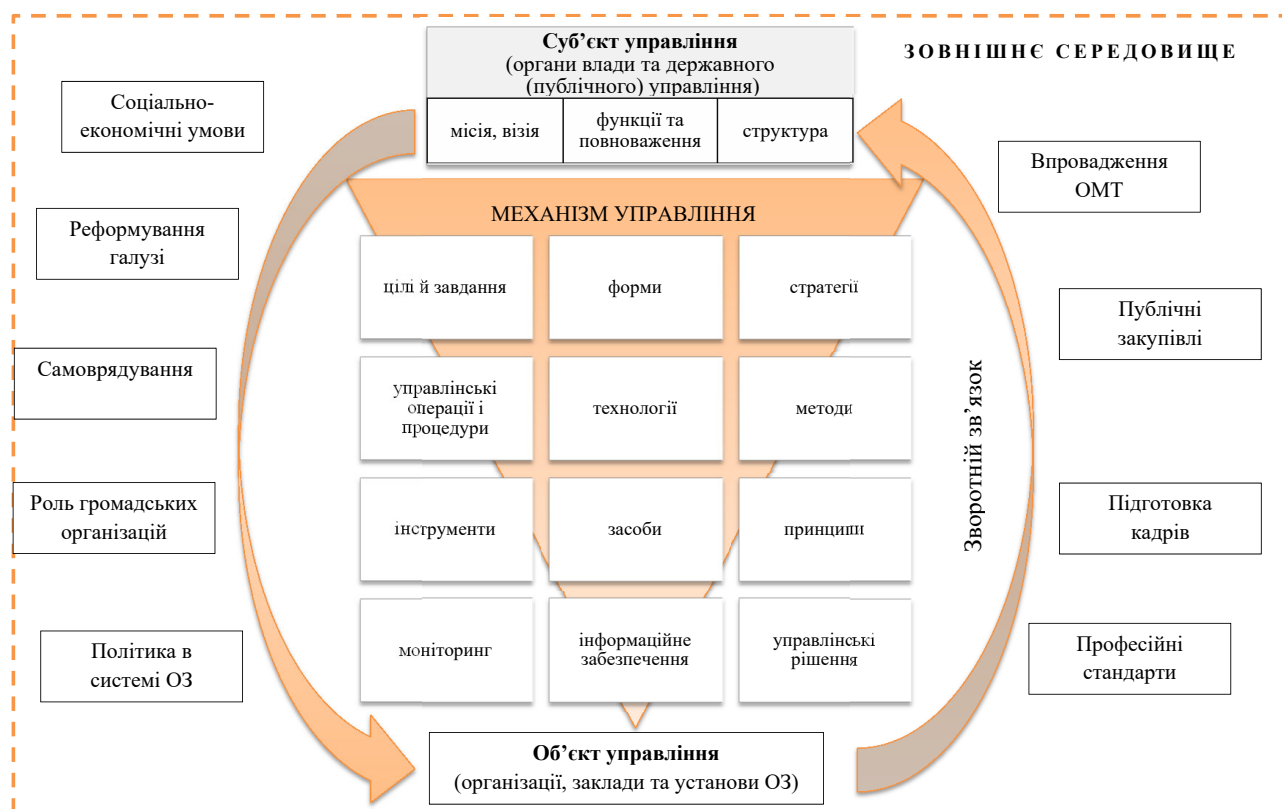 Суб’єкт управління
(органи влади та державного
(публічного) управління)
місія, візія
функції та
повноваження
структура
ЗОВНІШНЄ СЕРЕДОВИЩЕ
Соціально-
економічні умови
Реформування
галузі
Самоврядування
Роль громадських
організацій
Політика в
системі ОЗ
МЕХАНІЗМ УПРАВЛІННЯ
цілі й завдання
форми
стратегії
управлінські
операції і
процедури
технології
методи
інструменти
засоби
принципи
моніторинг
інформаційне
забезпечення
управлінські
рішення
Зворотній зв’язок
Впровадження
ОМТ
Публічні
закупівлі
Підготовка
кадрів
Професійні
стандарти
Об’єкт управління
(організації, заклади та установи ОЗ)